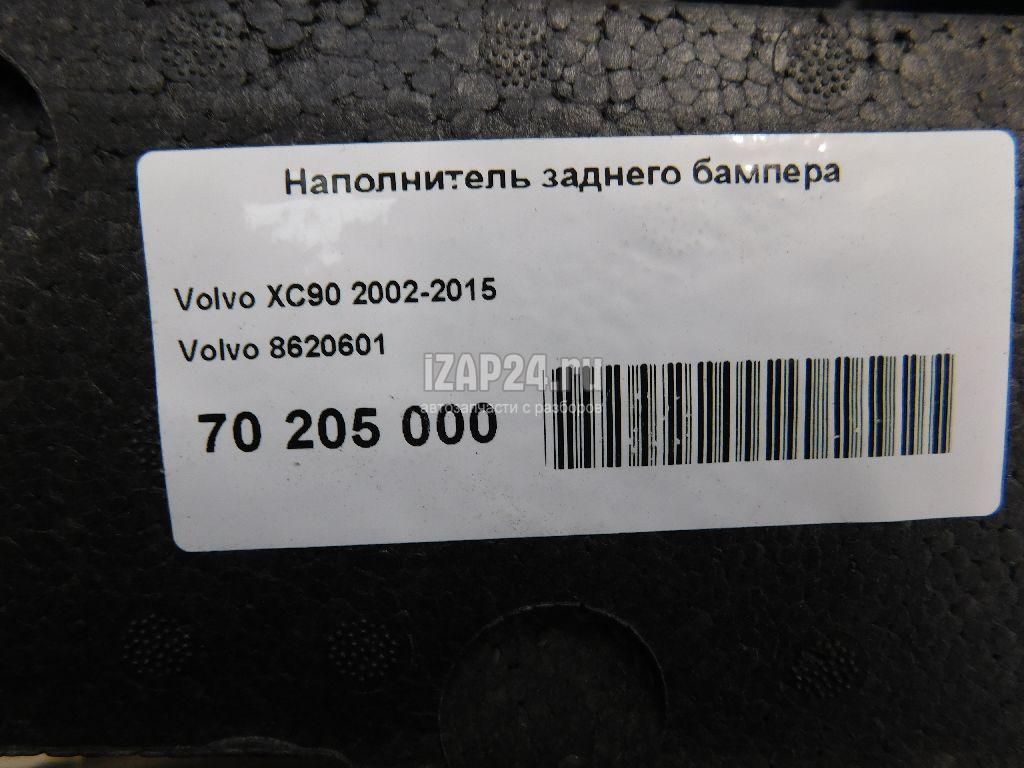 Наполнитель заднего бампера
Volvo XC90 2002-2015
Volvo 8620601
iZAP24.ru
автозапчасти с разборов
70 205 000